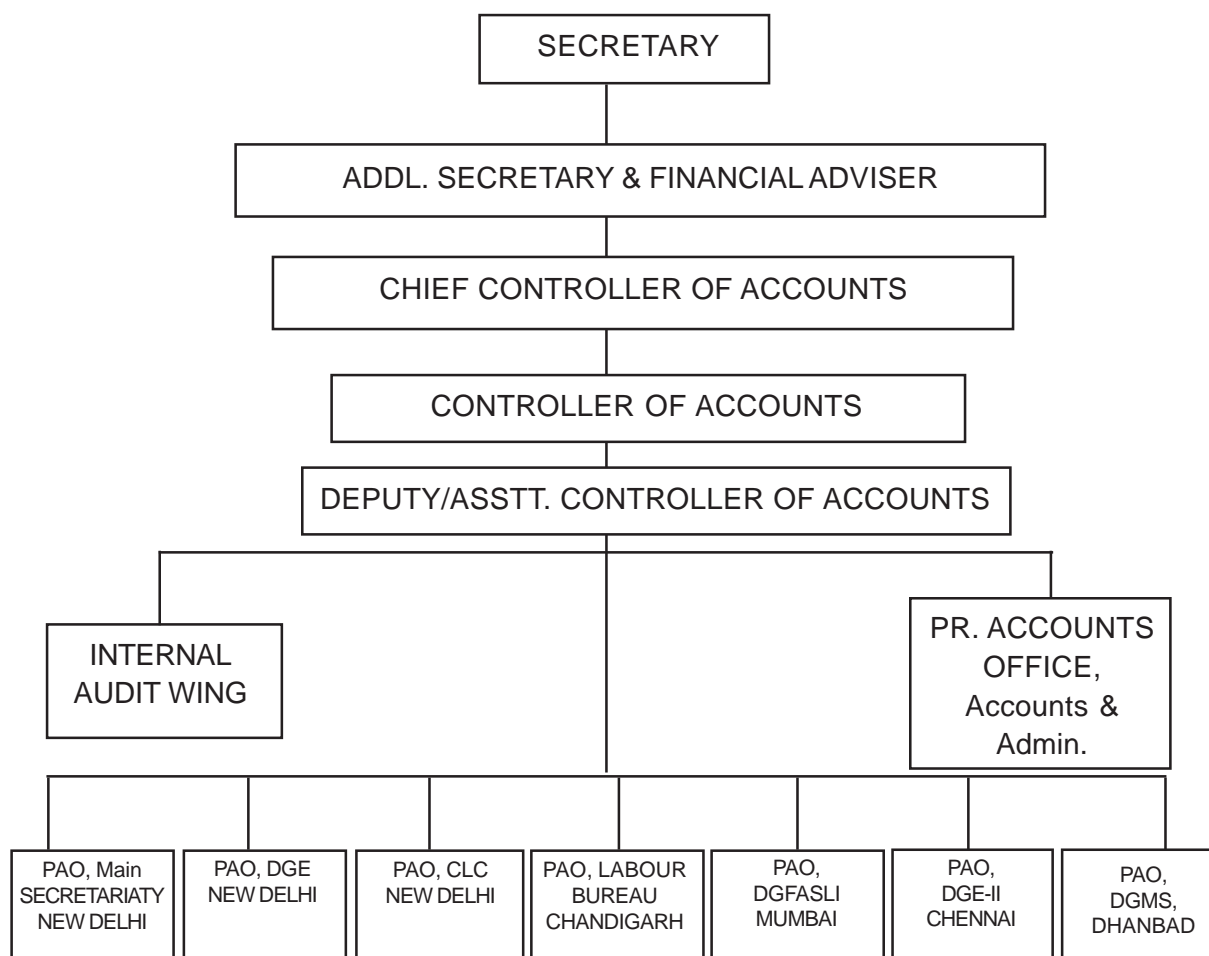 SECRETARY
ADDL. SECRETARY & FINANCIAL ADVISER
CHIEF CONTROLLER OF ACCOUNTS
CONTROLLER OF ACCOUNTS
DEPUTY/ASSTT. CONTROLLER OF ACCOUNTS
INTERNAL
AUDIT WING
PR. ACCOUNTS
OFFICE,
Accounts &
Admin.
PAO, Main
SECRETARIATY
NEW DELHI
PAO, DGE
NEW DELHI
PAO, CLC
NEW DELHI
PAO, LABOUR
BUREAU
CHANDIGARH
PAO,
DGFASLI
MUMBAI
PAO,
DGE-II
CHENNAI
PAO,
DGMS,
DHANBAD